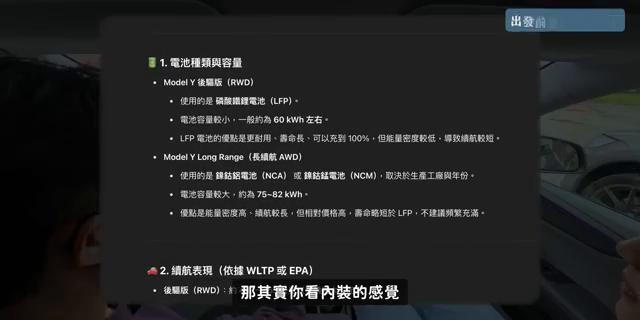 出發前
🔋 1. 電池種類與容量
• Model Y 後驅版（RWD）
• 使用的是 磷酸鐵鋰電池（LFP）。
• 電池容量較小，一般約為 60 kWh 左右。
• LFP 電池的優點是更耐用、壽命長、可以充到 100%，但能量密度較低，導致續航較短。
• Model Y Long Range（長續航 AWD）
• 使用的是 鎳鈷鋁電池（NCA） 或 鎳鈷錳電池（NCM），取決於生產工廠與年份。
• 電池容量較大，約為 75~82 kWh。
• 優點是能量密度高、續航較長，但相對價格高，壽命略短於 LFP，不建議頻繁充滿。
🚗 2. 續航表現（依據 WLTP 或 EPA）
• 後驅版（RWD）：約
那其實你看內裝的感覺